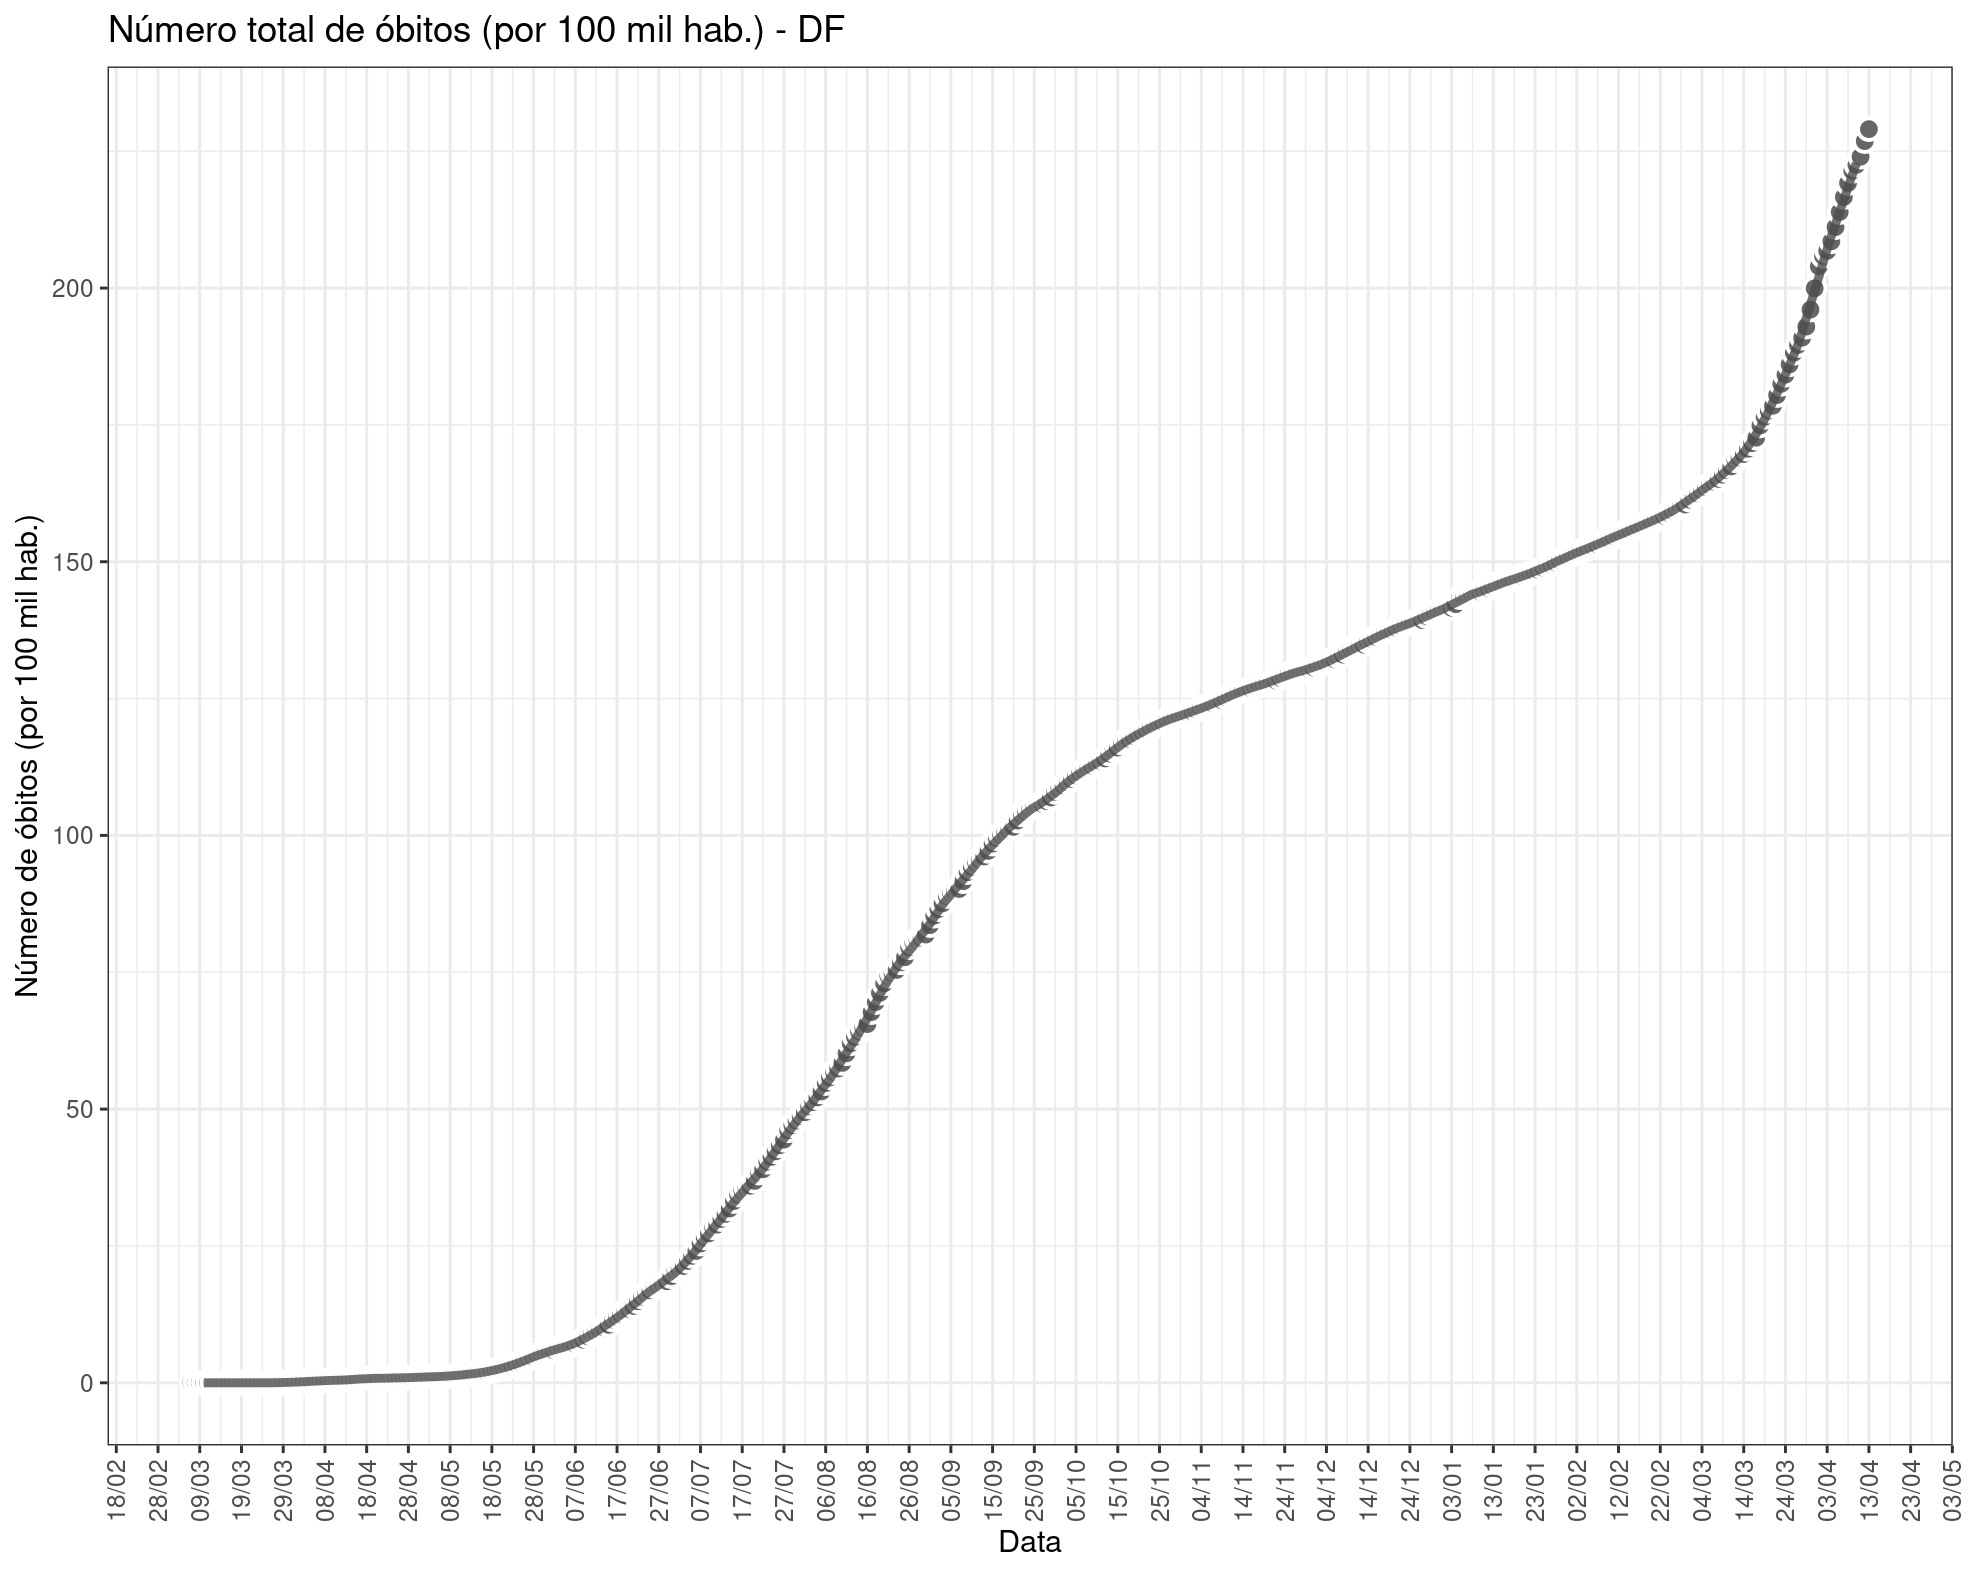 Número total de óbitos (por 100 mil hab.) - DF
Número de óbitos (por 100 mil hab.)
200
150
100
50
0
18/02 28/02 09/03 19/03 29/03 08/04 18/04 28/04 08/05 18/05 28/05 07/06 17/06 27/06 07/07 17/07 27/07 06/08 16/08 26/08 05/09 15/09 25/09 05/10 15/10 25/10 04/11 14/11 24/11 04/12 14/12 24/12 03/01 13/01 23/01 02/02 12/02 22/02 04/03 14/03 24/03 03/04 13/04 23/04 03/05
Data